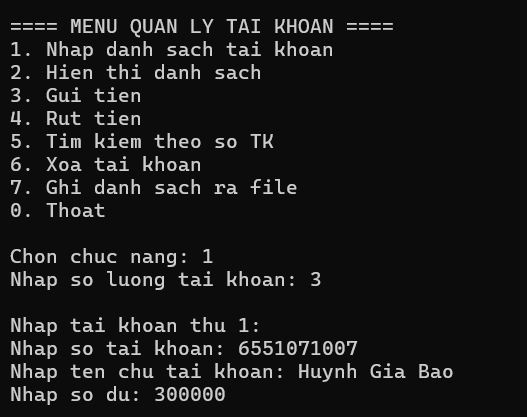 ==== MENU QUAN LY TAI KHOAN ====
1. Nhap danh sach tai khoan
2. Hien thi danh sach
3. Gui tien
4. Rut tien
5. Tim kiem theo so TK
6. Xoa tai khoan
7. Ghi danh sach ra file
0. Thoat
Chon chuc nang: 1
Nhap so luong tai khoan: 3
Nhap tai khoan thu 1:
Nhap so tai khoan: 6551071007
Nhap ten chu tai khoan: Huynh Gia Bao
Nhap so du: 300000